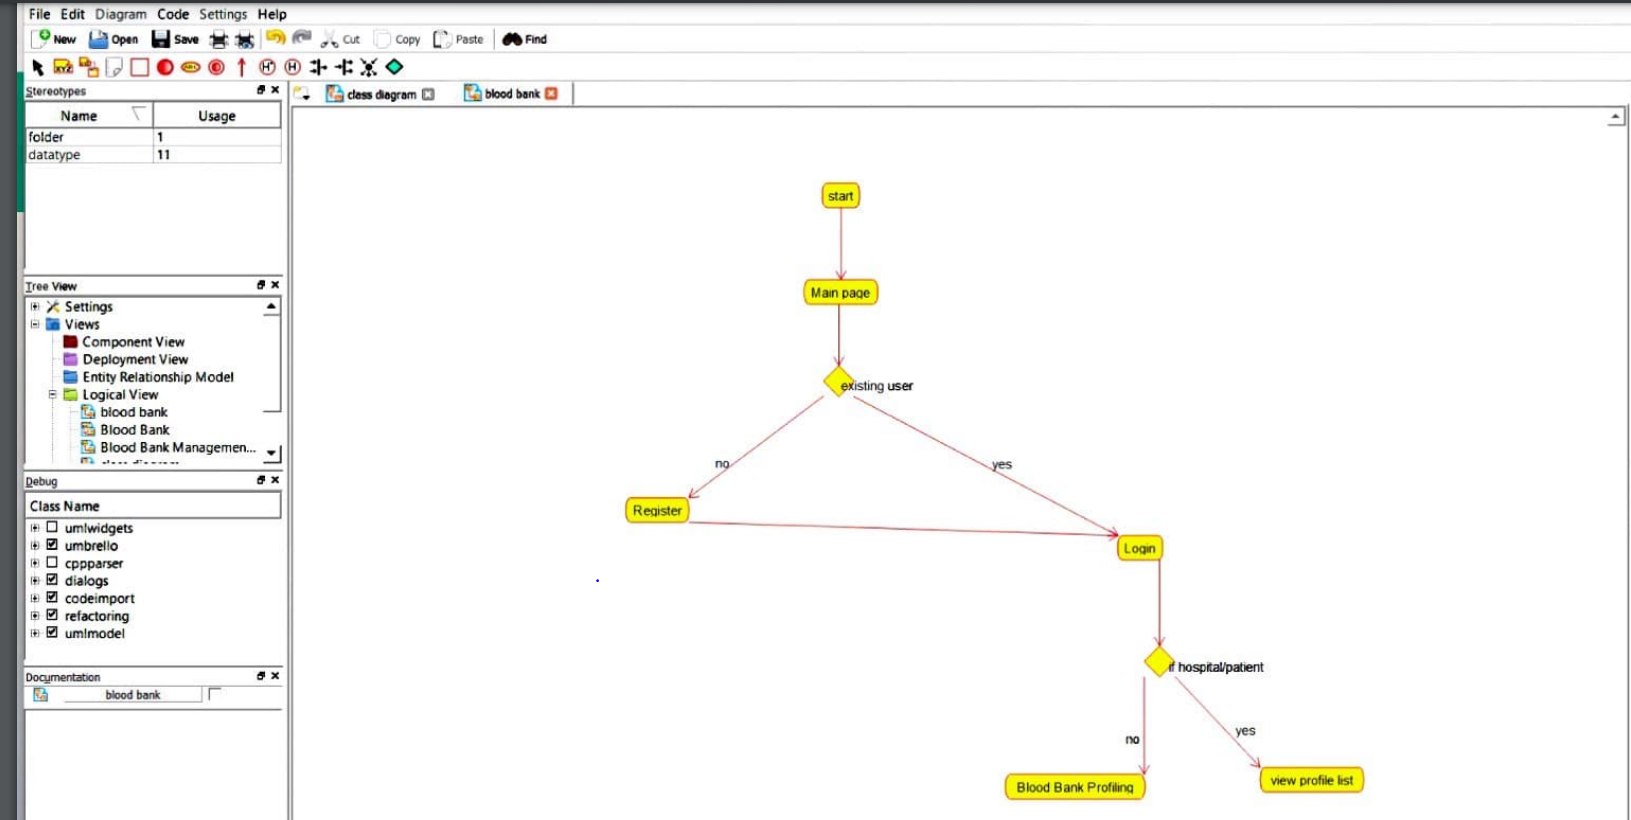 File Edit Diagram Code Settings Help
New Open Save Cut Copy Paste Find
Stereotypes
Name Usage
folder 1
datatype 11
Tree View
Settings
Views
Component View
Deployment View
Entity Relationship Model
Logical View
blood bank
Blood Bank
Blood Bank Managemen...
Debug
Class Name
umlwidgets
umbrello
cppparser
dialogs
codeimport
refactoring
umlmodel
Documentation
blood bank
class diagram blood bank
start
Main page
existing user
no yes
Register
Login
if hospital/patient
no yes
Blood Bank Profiling view profile list